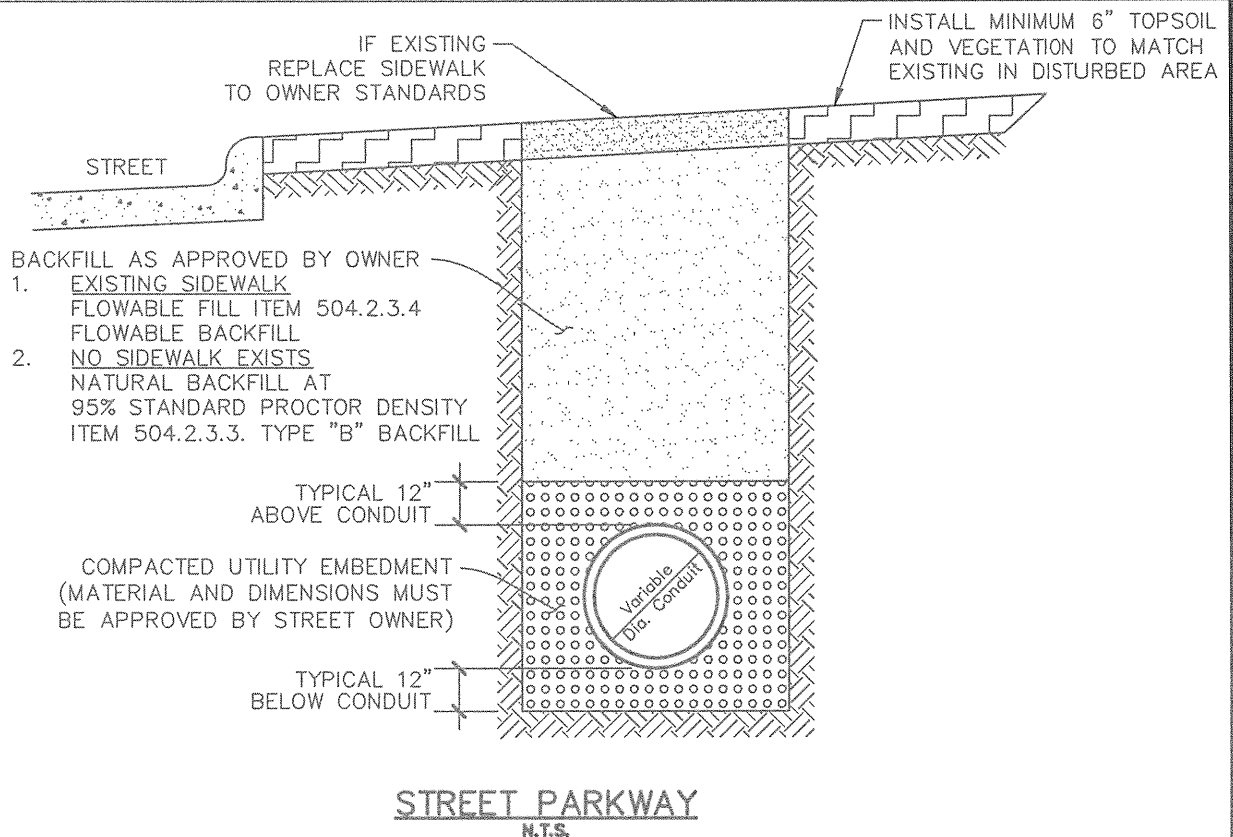 IF EXISTING
REPLACE SIDEWALK
TO OWNER STANDARDS
INSTALL MINIMUM 6" TOPSOIL
AND VEGETATION TO MATCH
EXISTING IN DISTURBED AREA
STREET
BACKFILL AS APPROVED BY OWNER
1. EXISTING SIDEWALK
FLOWABLE FILL ITEM 504.2.3.4
FLOWABLE BACKFILL
2. NO SIDEWALK EXISTS
NATURAL BACKFILL AT
95% STANDARD PROCTOR DENSITY
ITEM 504.2.3.3. TYPE "B" BACKFILL
TYPICAL 12"
ABOVE CONDUIT
COMPACTED UTILITY EMBEDMENT
(MATERIAL AND DIMENSIONS MUST
BE APPROVED BY STREET OWNER)
Variable
Dia. Conduit
TYPICAL 12"
BELOW CONDUIT
STREET PARKWAY
N.T.S.